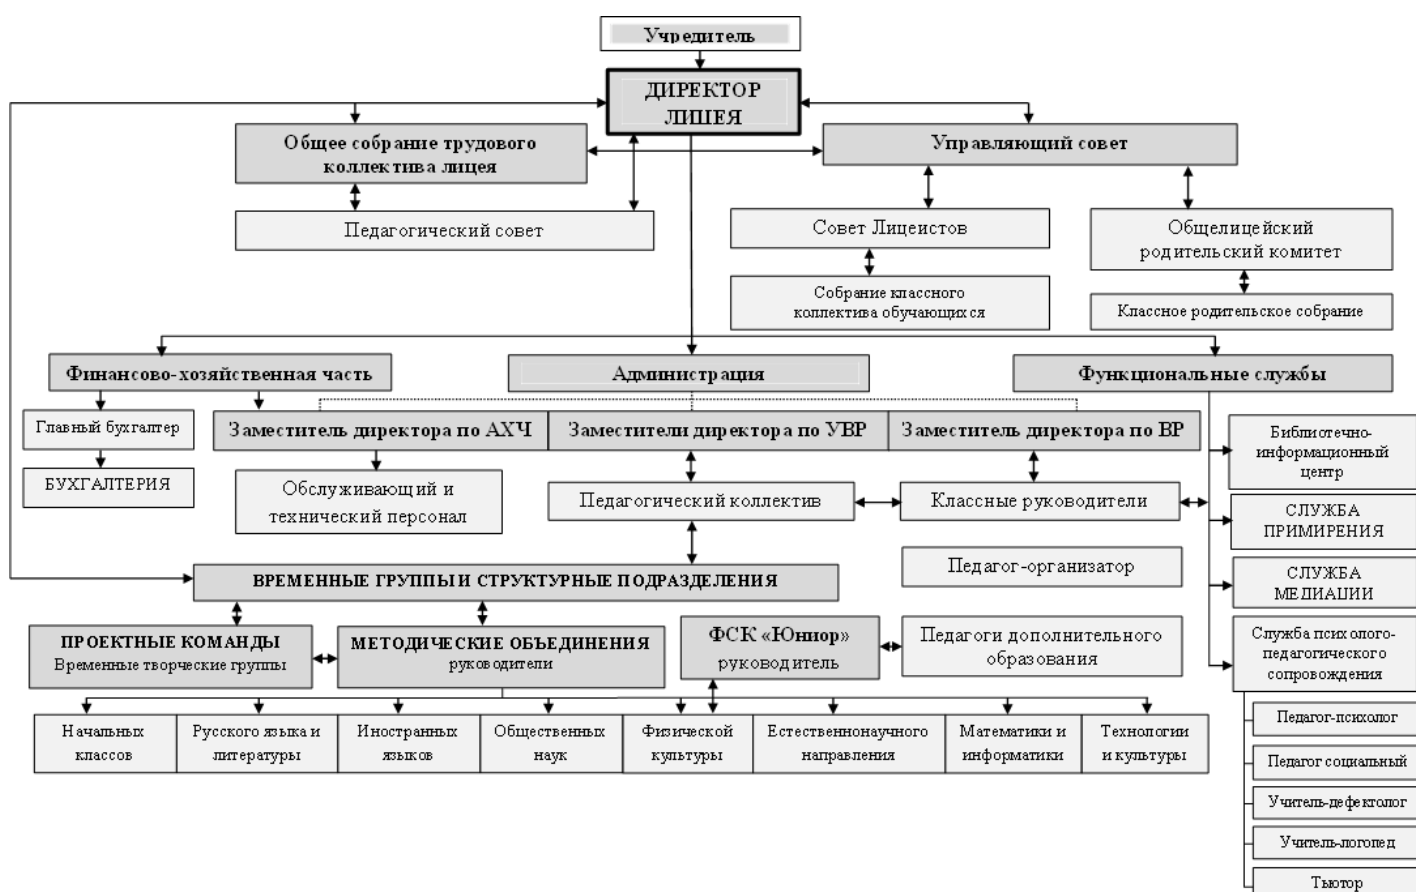 Учредитель
ДИРЕКТОР
ЛИЦЕЯ
Общее собрание трудового
коллектива лицея
Управляющий совет
Педагогический совет
Совет Лицеистов
Общелицейский
родительский комитет
Собрание классного
коллектива обучающихся
Классное родительское собрание
Финансово-хозяйственная часть
Администрация
Функциональные службы
Главный бухгалтер
Заместитель директора по АХЧ
Заместители директора по УВР
Заместитель директора по ВР
Библиотечно-
информационный
центр
БУХГАЛТЕРИЯ
Обслуживающий и
технический персонал
Педагогический коллектив
Классные руководители
СЛУЖБА
ПРИМИРЕНИЯ
Педагог-организатор
ВРЕМЕННЫЕ ГРУППЫ И СТРУКТУРНЫЕ ПОДРАЗДЕЛЕНИЯ
СЛУЖБА
МЕДИАЦИИ
ПРОЕКТНЫЕ КОМАНДЫ
Временные творческие группы
МЕТОДИЧЕСКИЕ ОБЪЕДИНЕНИЯ
руководители
ФСК «Юниор»
руководитель
Педагоги дополнительного
образования
Служба психолого-
педагогического
сопровождения
Начальных
классов
Русского языка и
литературы
Иностранных
языков
Общественных
наук
Физической
культуры
Естественнонаучного
направления
Математики и
информатики
Технологии
и культуры
Педагог-психолог
Педагог социальный
Учитель-дефектолог
Учитель-логопед
Тьютор